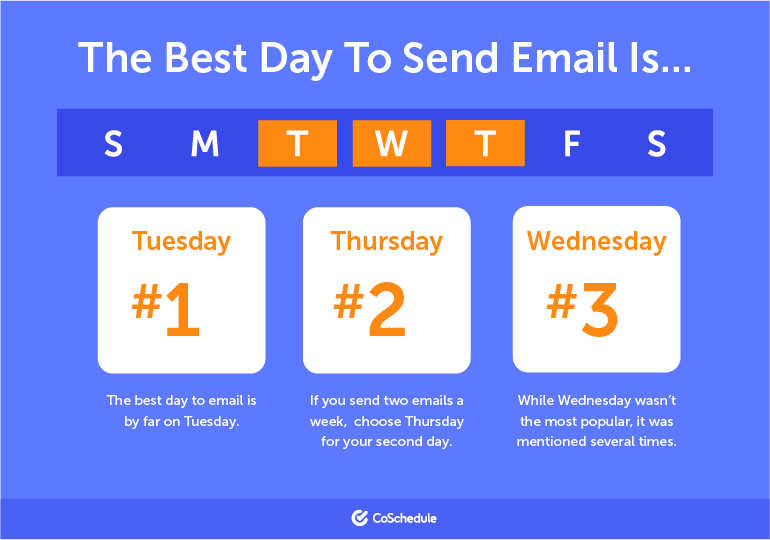 The Best Day To Send Email Is...
S M T W T F S
Tuesday
#1
The best day to email is
by far on Tuesday.
Thursday
#2
If you send two emails a
week, choose Thursday
for your second day.
Wednesday
#3
While Wednesday wasn't
the most popular, it was
mentioned several times.
CoSchedule